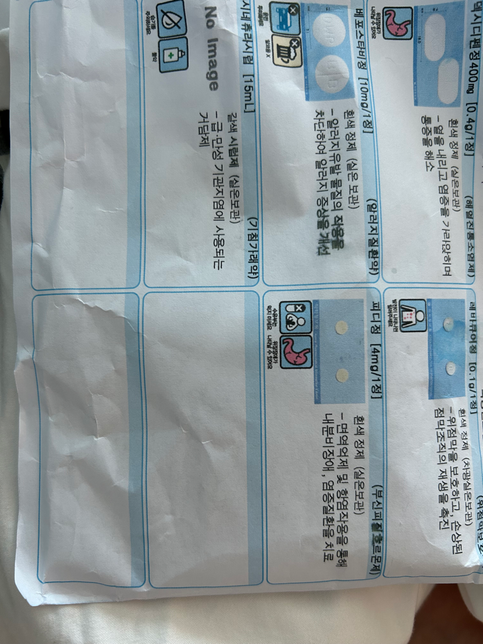 덱시디펜정400mg [0.4g/1정]
(해열진통소염제)
흰색 정제 (실온보관)
- 열을 내리고 염증을 가라앉히며
통증을 해소
레바큐어정 [0.1g/1정]
흰색 정제 (차광실온보관)
- 위점막을 보호하고, 손상된
점막조직의 재생을 촉진
베포스타비정 [10mg/1정]
(알러지질환약)
흰색 정제 (실온보관)
- 알러지유발 물질의 작용을
차단하여 알러지 증상을 개선
피디정 [4mg/1정]
(부신피질호르몬제)
흰색 정제 (실온보관)
- 면역억제 및 항염작용을 통해
내분비장애, 염증질환을 치료
시네츄라시럽 [15mL]
(기침가래약)
No Image
갈색 시럽제 (실온보관)
- 급·만성 기관지염에 사용되는
거담제